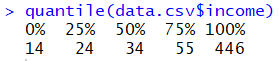 > quantile(data.csv$income)
0% 25% 50% 75% 100%
14 24 34 55 446